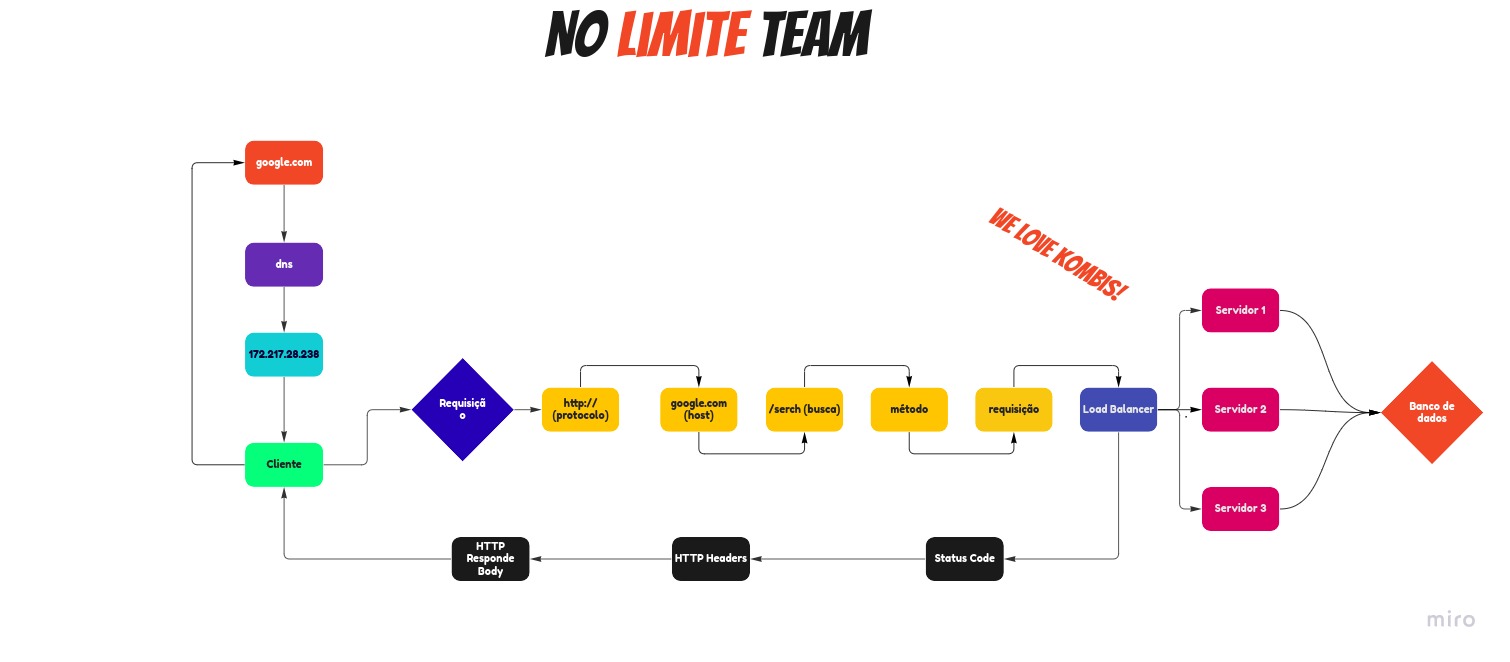 NO LIMITE TEAM
google.com
dns
172.217.28.238
Cliente
WE LOVE KOMBIS!
Requisiçã
o
http://
(protocolo)
google.com
(host)
/serch (busca)
método
requisição
Load Balancer
Servidor 1
Servidor 2
Servidor 3
Banco de
dados
HTTP
Responde
Body
HTTP Headers
Status Code
miro